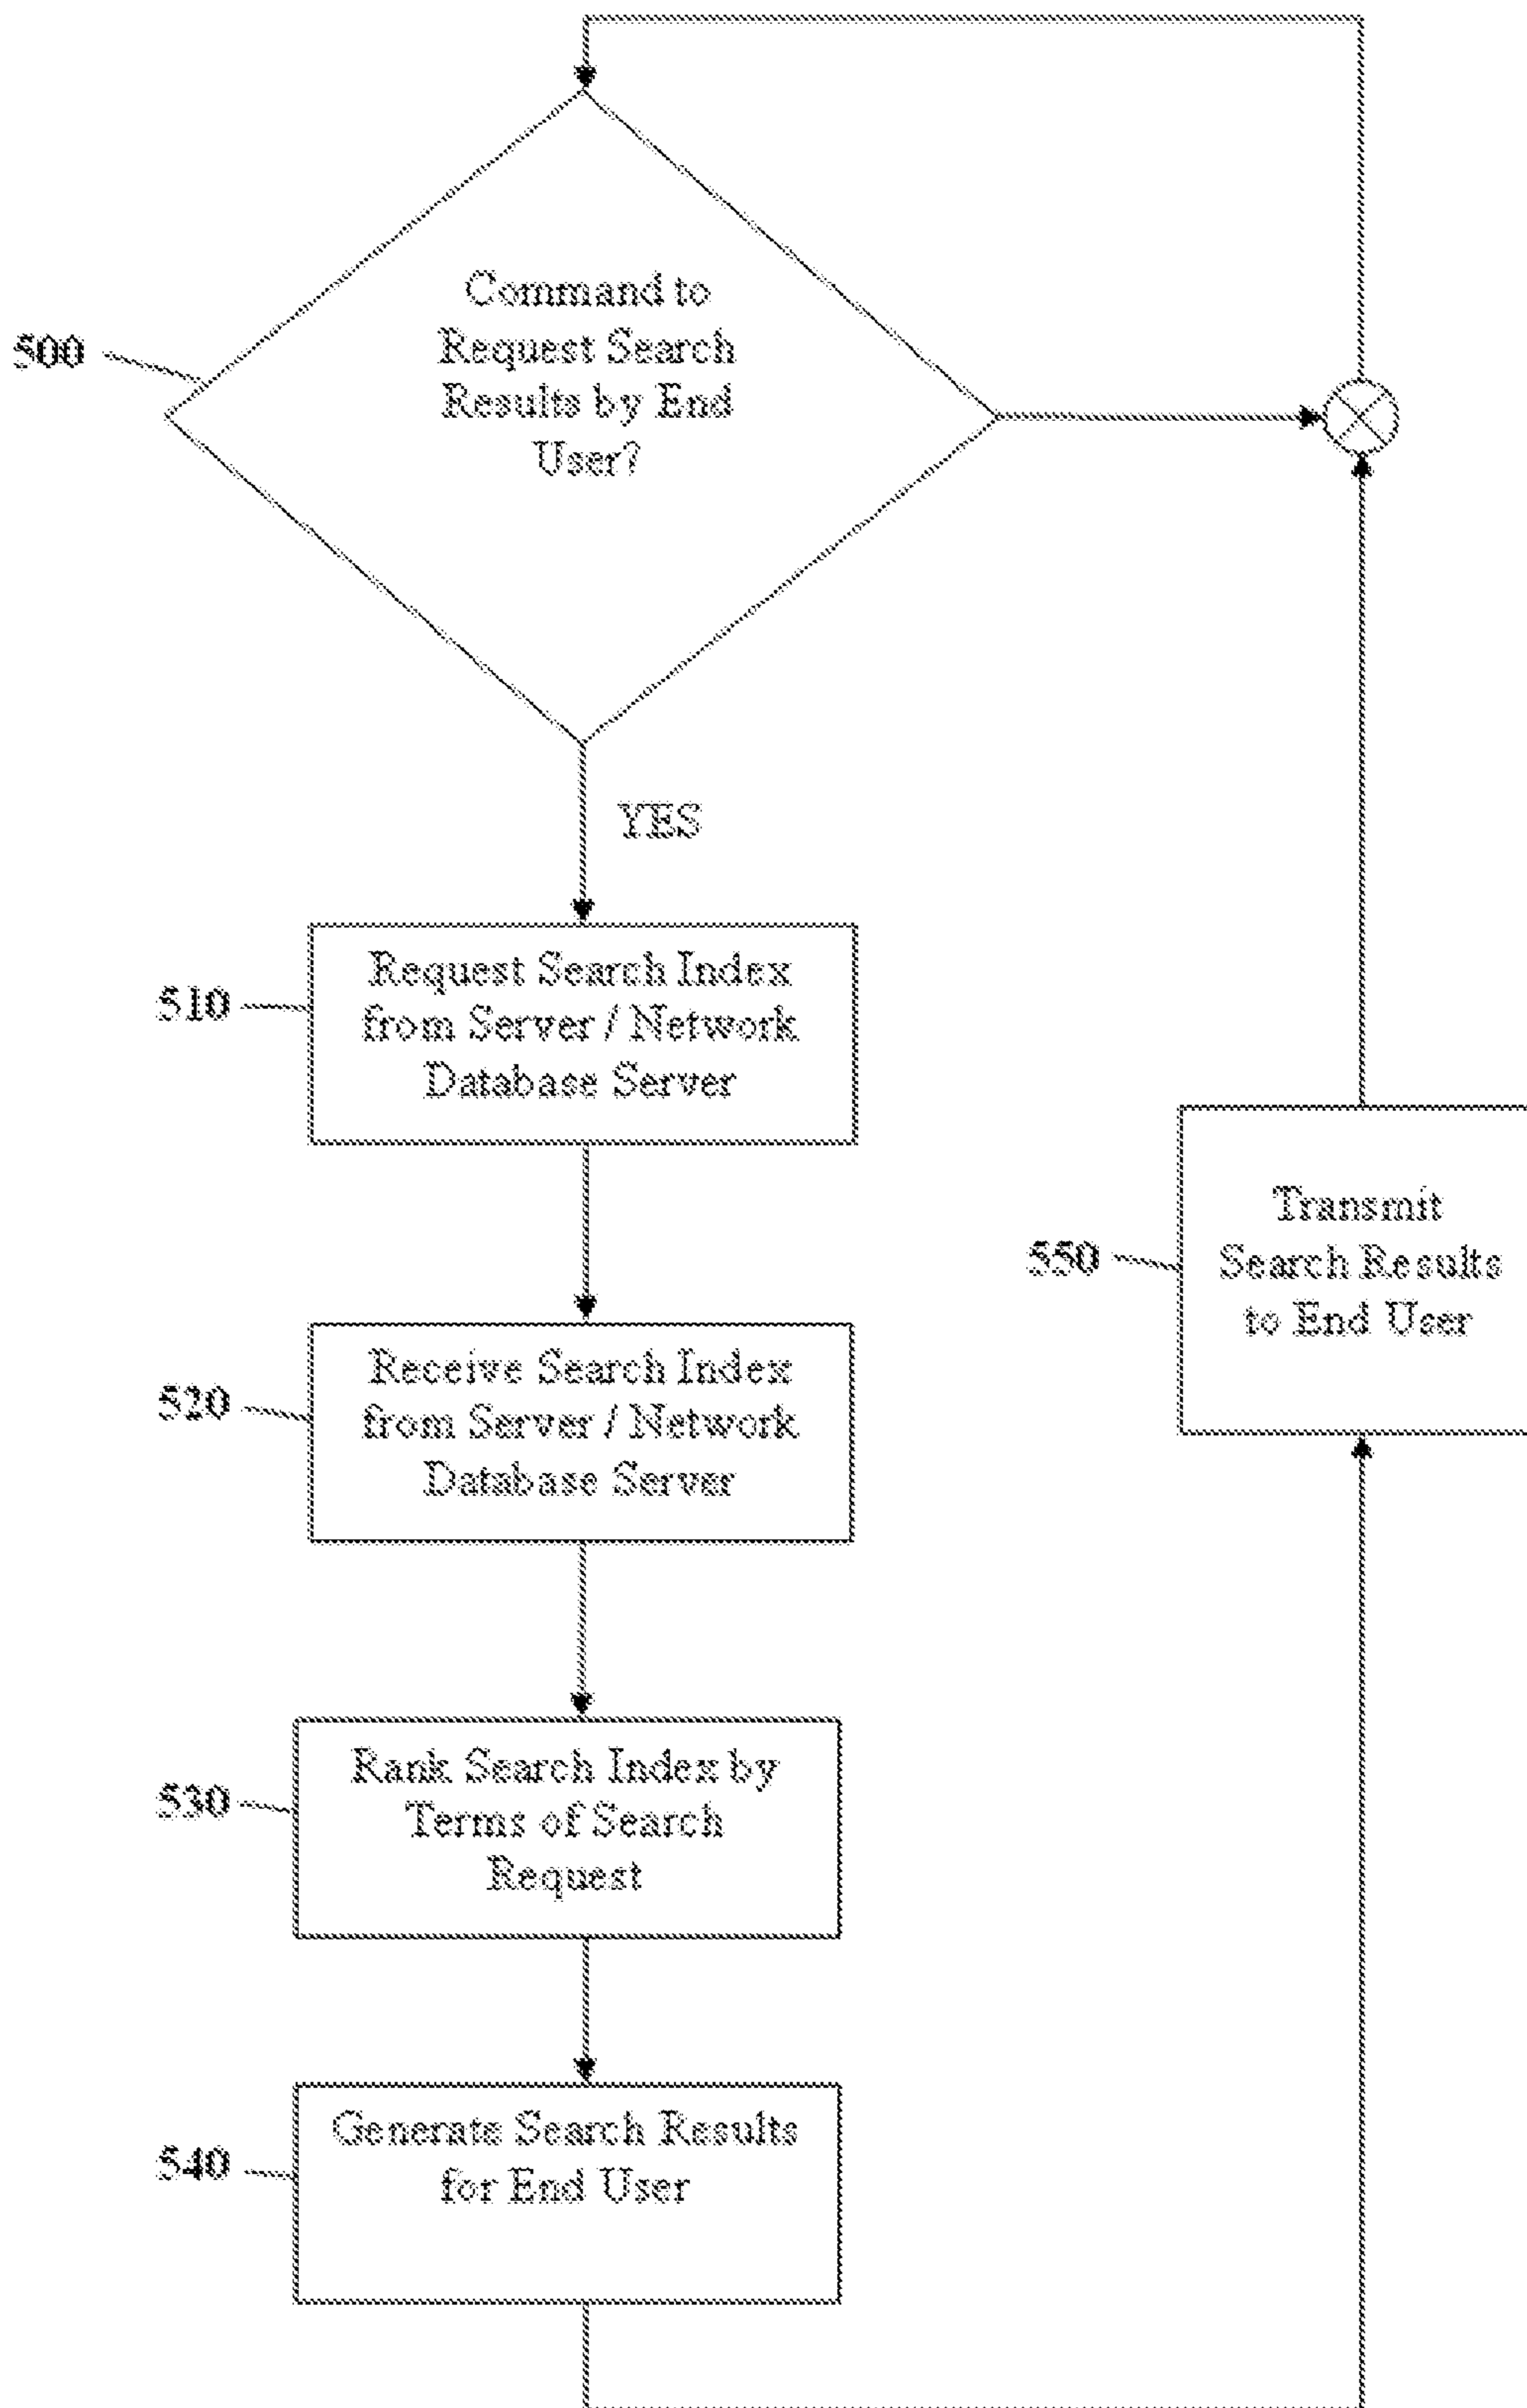 500
Command to
Request Search
Results by End
User?
YES
510
Request Search Index
from Server / Network
Database Server
520
Receive Search Index
from Server / Network
Database Server
530
Rank Search Index by
Terms of Search
Request
540
Generate Search Results
for End User
550
Transmit
Search Results
to End User